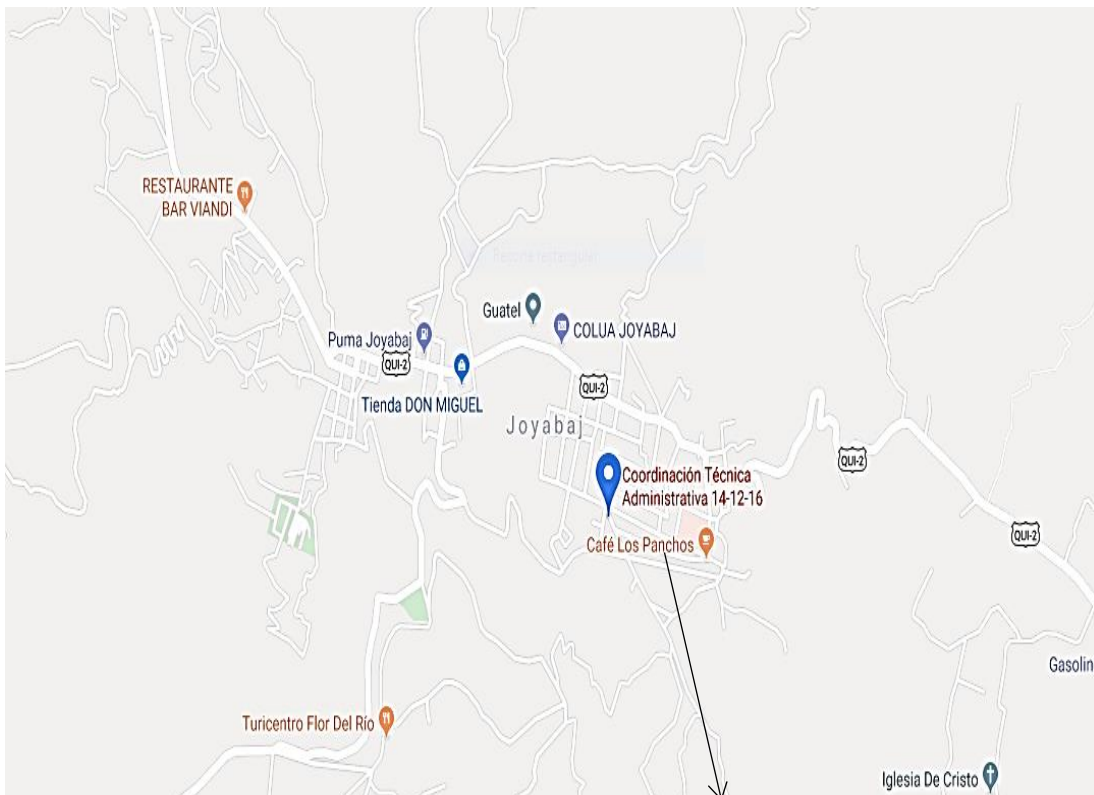 RESTAURANTE
BAR VIANDI
Guatel
COLUA JOYABAJ
Puma Joyabaj
QUI-2
Tienda DON MIGUEL
QUI-2
Joyabaj
QUI-2
Coordinación Técnica
Administrativa 14-12-16
QUI-2
Café Los Panchos
Gasolin
Turicentro Flor Del Río
Iglesia De Cristo